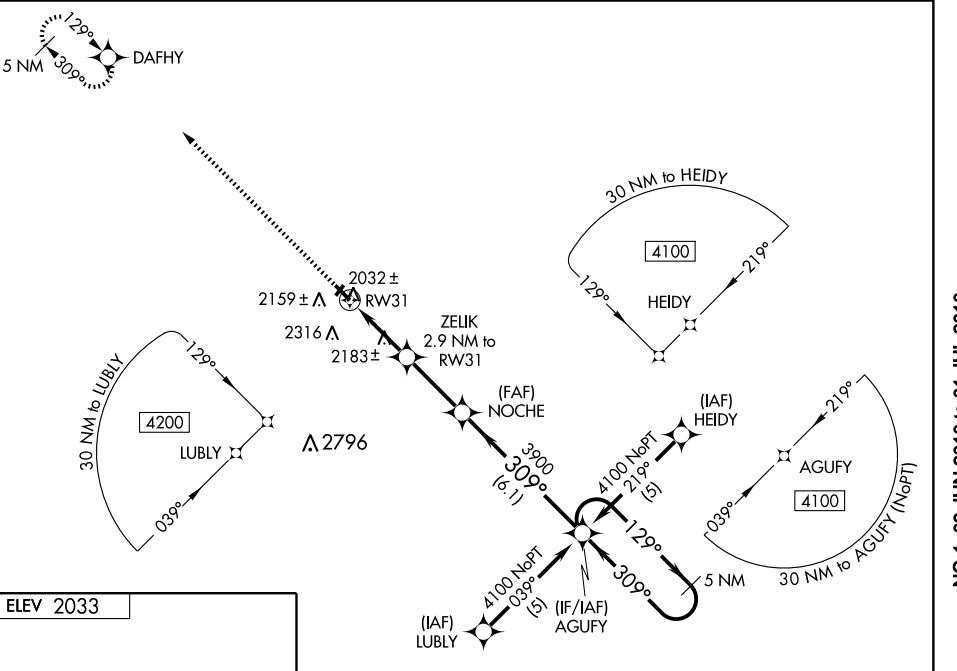 129°
DAFHY
5 NM
309°
30 NM to HEIDY
4100
219°
129°
HEIDY
2032 ±
2159 ±
RW31
2316
ZELIK
2.9 NM to
RW31
2183±
129°
30 NM to LUBLY
4200
LUBLY
039°
2796
(FAF)
NOCHE
(IAF)
HEIDY
219°
AGUFY
4100
039°
30 NM to AGUFY (NoPT)
3900
309°
(6.1)
4100 NoPT
219°
(5)
129°
309°
5 NM
4100 NoPT
039°
(5)
(IF/IAF)
AGUFY
(IAF)
LUBLY
ELEV 2033